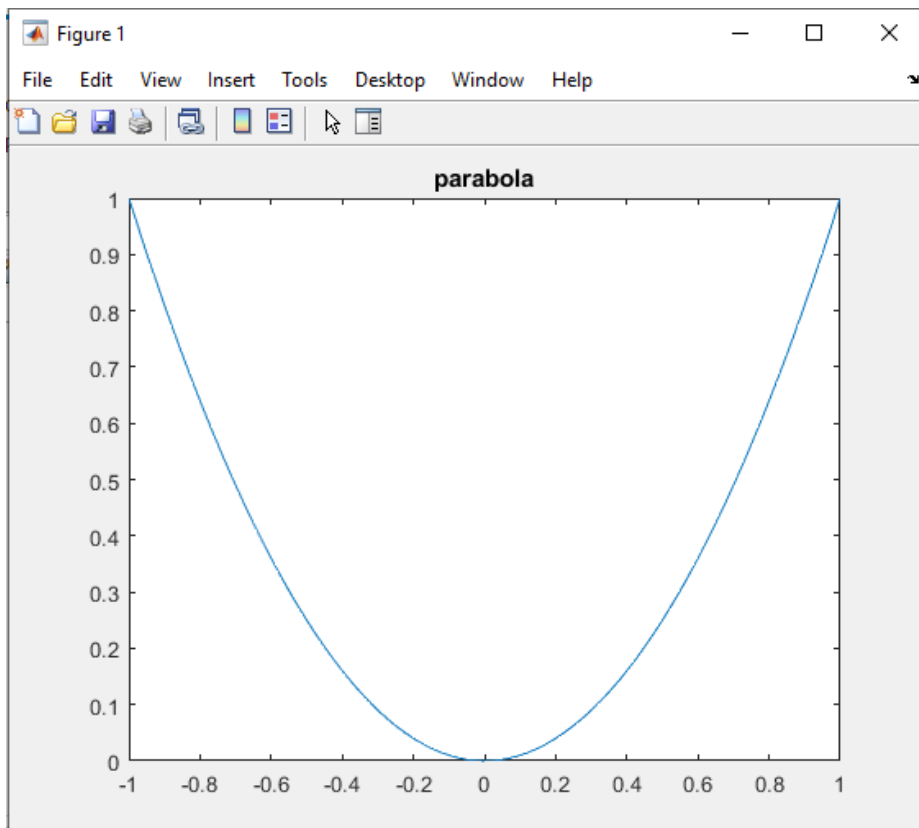 Figure 1
File Edit View Insert Tools Desktop Window Help
parabola
1
0.9
0.8
0.7
0.6
0.5
0.4
0.3
0.2
0.1
0
-1 -0.8 -0.6 -0.4 -0.2 0 0.2 0.4 0.6 0.8 1